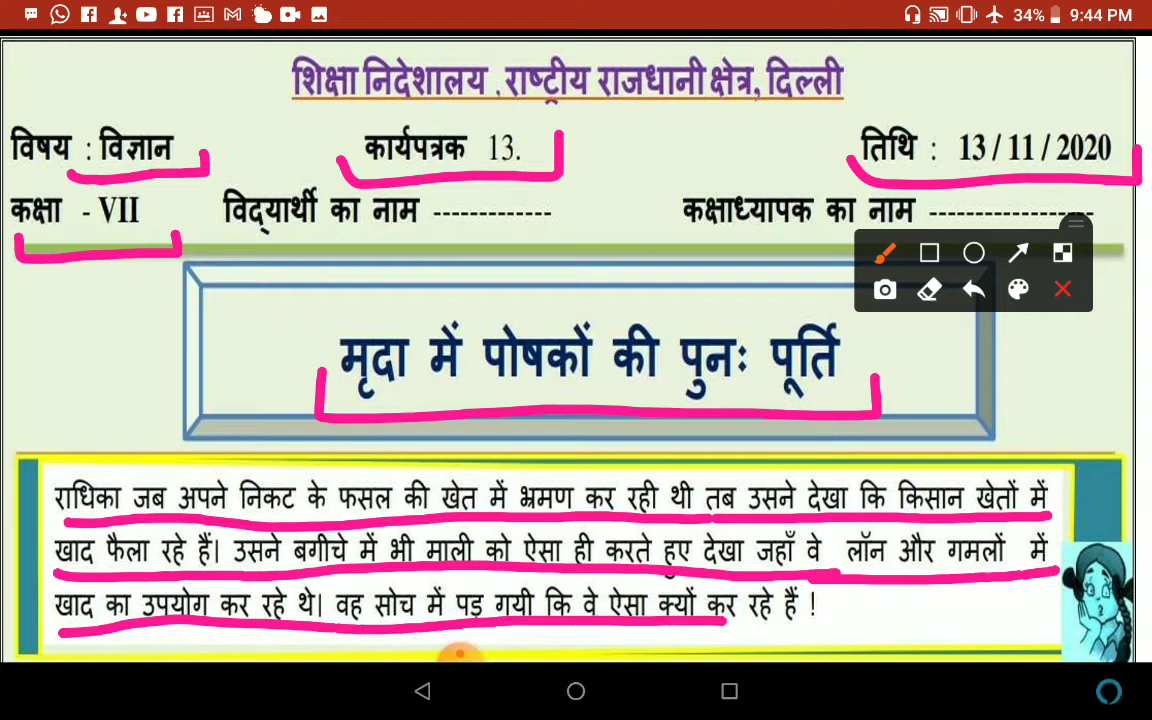 34% 9:44 PM
शिक्षा निदेशालय , राष्ट्रीय राजधानी क्षेत्र, दिल्ली
विषय : विज्ञान कार्यपत्रक 13. तिथि : 13 / 11 / 2020
कक्षा - VII विद्यार्थी का नाम ------------- कक्षाध्यापक का नाम ------------------
मृदा में पोषकों की पुनः पूर्ति
राधिका जब अपने निकट के फसल की खेत में भ्रमण कर रही थी तब उसने देखा कि किसान खेतों में
खाद फैला रहे हैं। उसने बगीचे में भी माली को ऐसा ही करते हुए देखा जहाँ वे लॉन और गमलों में
खाद का उपयोग कर रहे थे। वह सोच में पड़ गयी कि वे ऐसा क्यों कर रहे हैं !